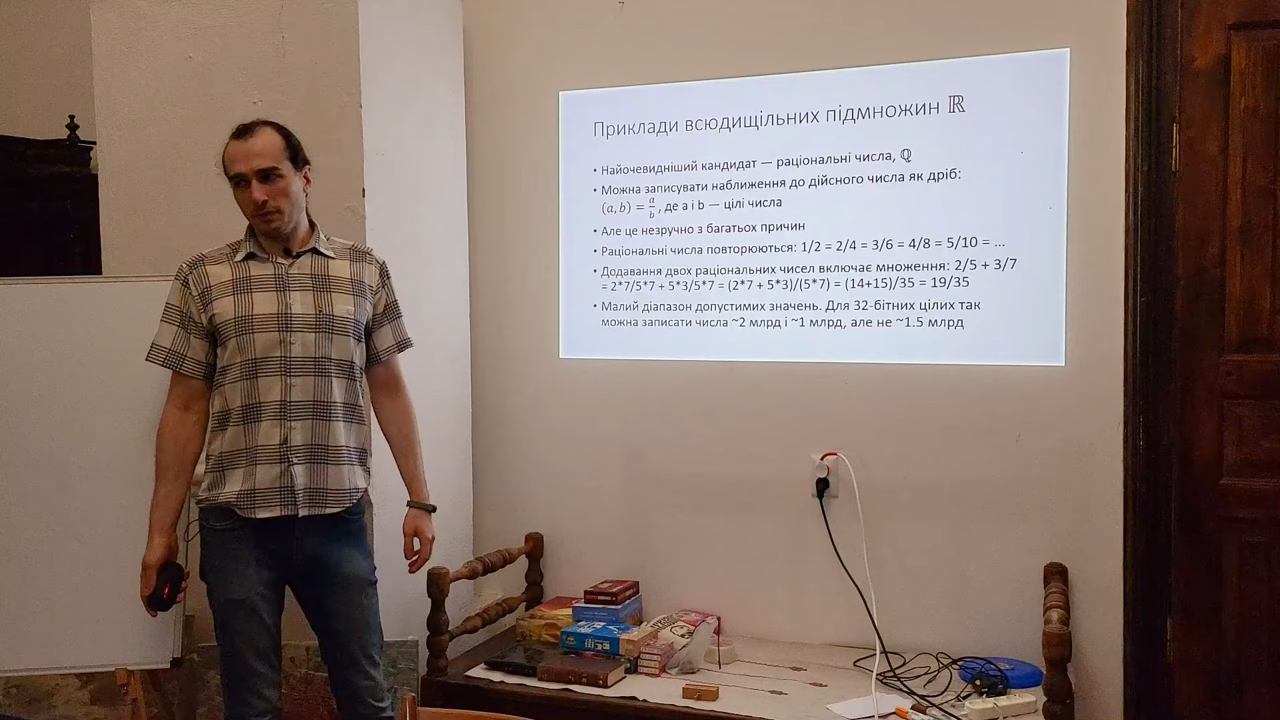 Приклади всюдищільних підмножин ℝ
• Найочевидніший кандидат — раціональні числа, ℚ
• Можна записувати наближення до дійсного числа як дріб:
(a, b) = a/b, де a і b — цілі числа
• Але це незручно з багатьох причин
• Раціональні числа повторюються: 1/2 = 2/4 = 3/6 = 4/8 = 5/10 = ...
• Додавання двох раціональних чисел включає множення: 2/5 + 3/7
= 2*7/5*7 + 5*3/5*7 = (2*7 + 5*3)/(5*7) = (14+15)/35 = 19/35
• Малий діапазон допустимих значень. Для 32-бітних цілих так
можна записати числа ~2 млрд і ~1 млрд, але не ~1.5 млрд